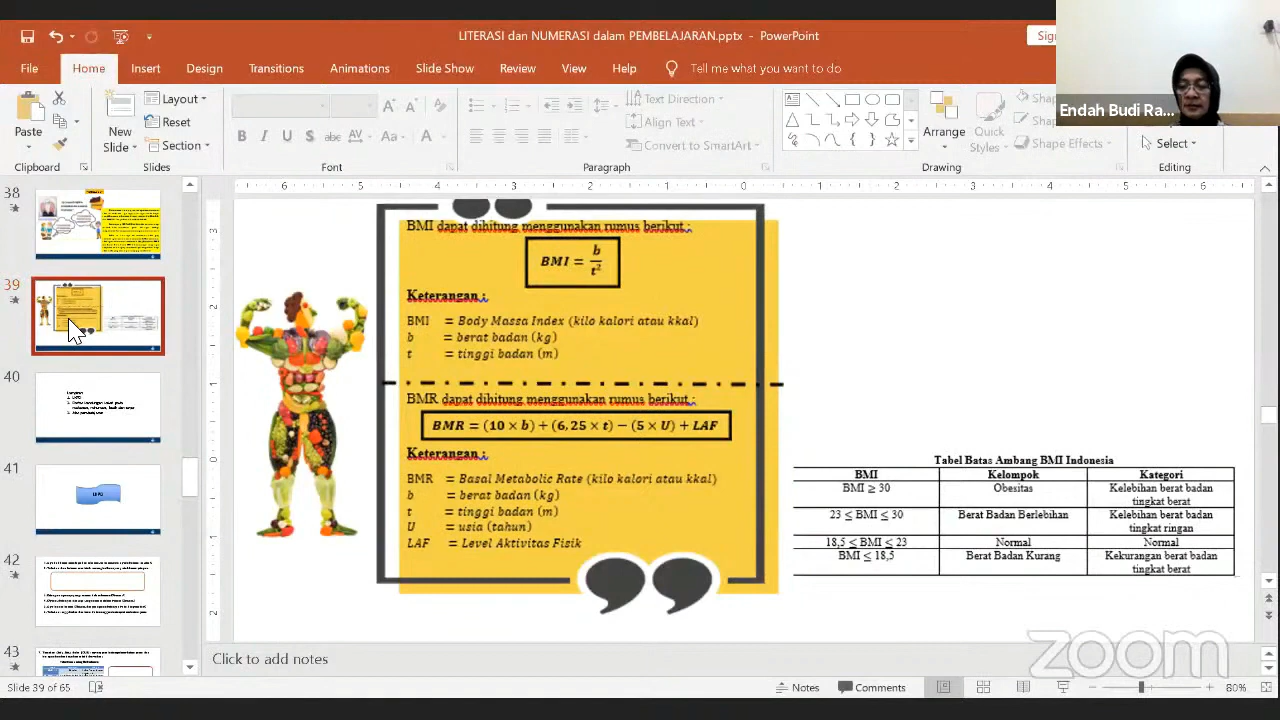 LITERASI dan NUMERASI dalam PEMBELAJARAN.pptx - PowerPoint
Sign
File Home Insert Design Transitions Animations Slide Show Review View Help Tell me what you want to do
Endah Budi Ra...
Paste
Clipboard
New
Slide
Layout
Reset
Section
Slides
Font
Text Direction
Align Text
Convert to SmartArt
Paragraph
Arrange
Quick
Styles
Shape Effects
Drawing
Select
Editing
38
39
40
41
42
43
BMI dapat dihitung menggunakan rumus berikut :
BMI = b/t²
Keterangan :
BMI = Body Massa Index (kilo kalori atau kkal)
b = berat badan (kg)
t = tinggi badan (m)
BMR dapat dihitung menggunakan rumus berikut :
BMR = (10 × b) + (6,25 × t) − (5 × U) + LAF
Keterangan :
BMR = Basal Metabolic Rate (kilo kalori atau kkal)
b = berat badan (kg)
t = tinggi badan (m)
U = usia (tahun)
LAF = Level Aktivitas Fisik
Tabel Batas Ambang BMI Indonesia
BMI Kelompok Kategori
BMI ≥ 30 Obesitas Kelebihan berat badan
tingkat berat
23 ≤ BMI ≤ 30 Berat Badan Berlebihan Kelebihan berat badan
tingkat ringan
18,5 ≤ BMI ≤ 23 Normal Normal
BMI ≤ 18,5 Berat Badan Kurang Kekurangan berat badan
tingkat berat
Click to add notes
zoom
Slide 39 of 65 Notes Comments 80%